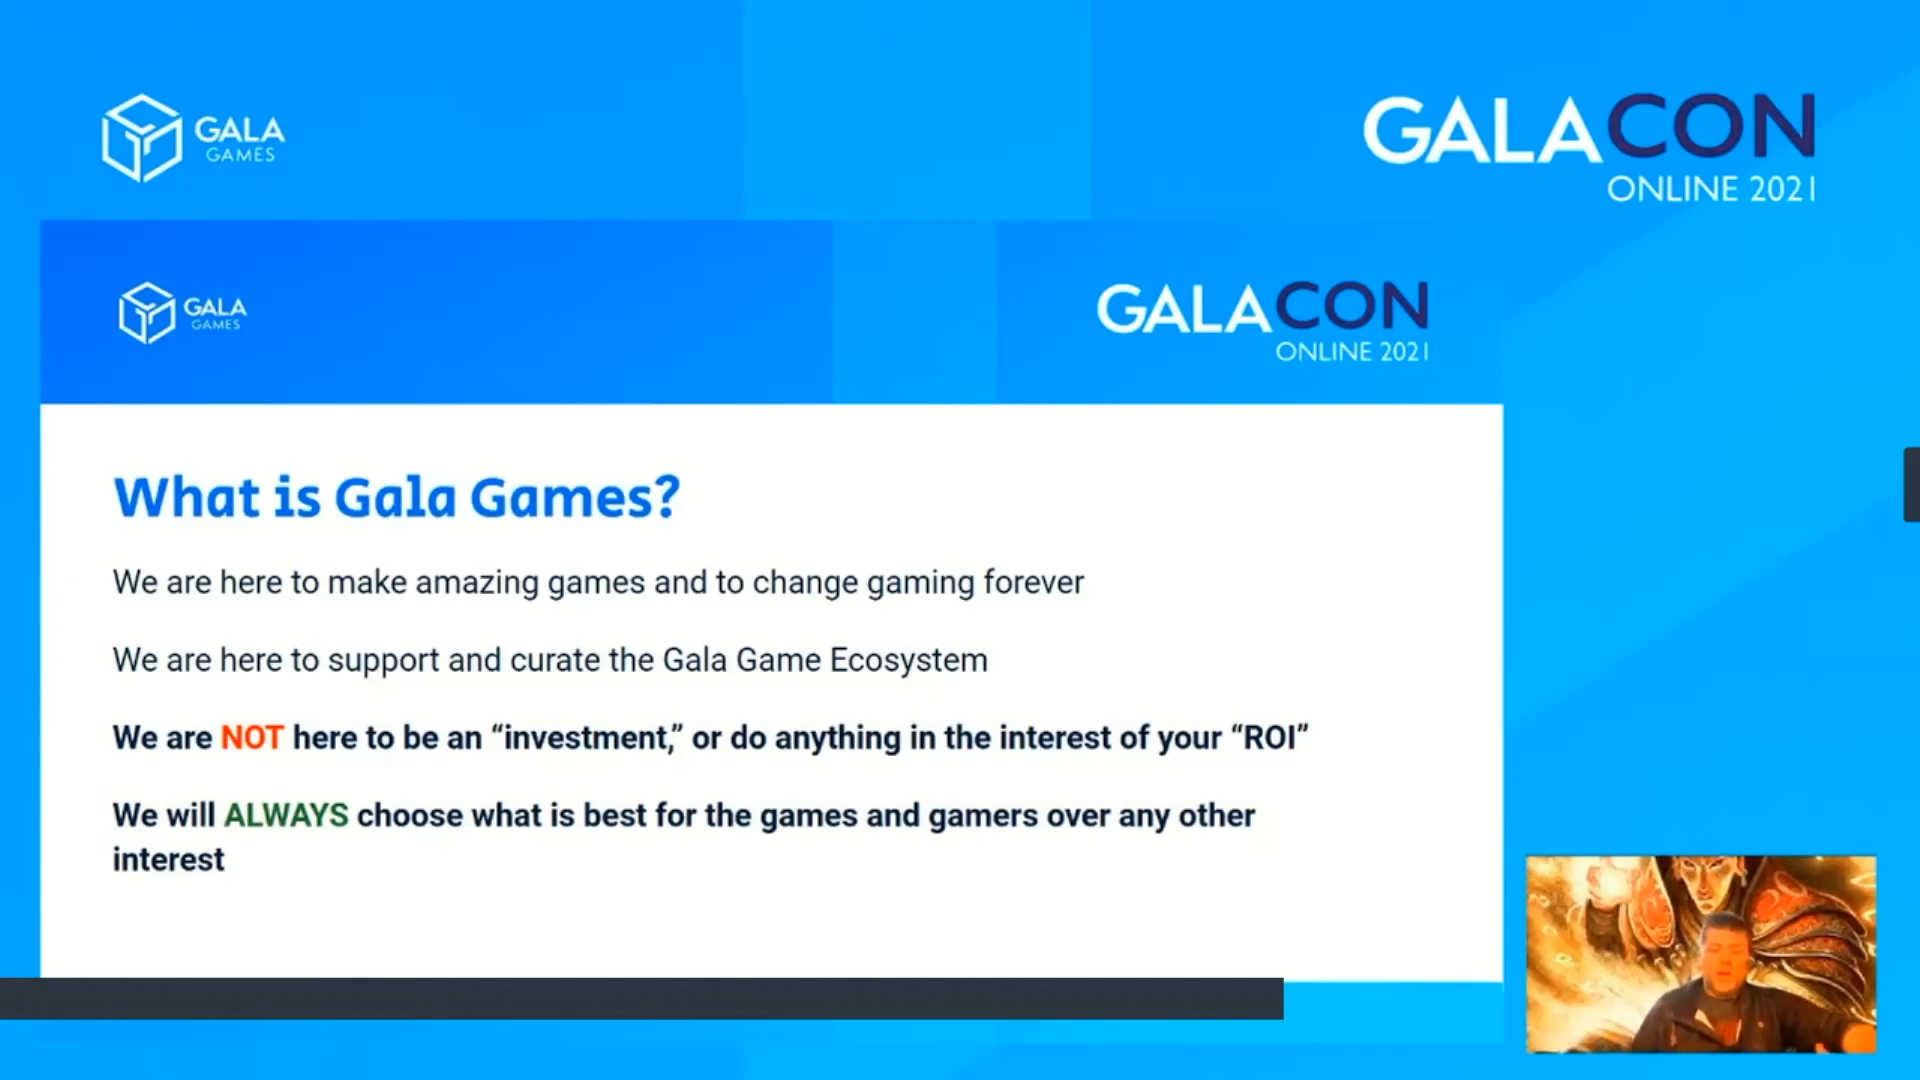 GALA
GAMES
GALACON
ONLINE 2021
GALA
GAMES
GALACON
ONLINE 2021
What is Gala Games?
We are here to make amazing games and to change gaming forever
We are here to support and curate the Gala Game Ecosystem
We are NOT here to be an “investment,” or do anything in the interest of your “ROI”
We will ALWAYS choose what is best for the games and gamers over any other
interest